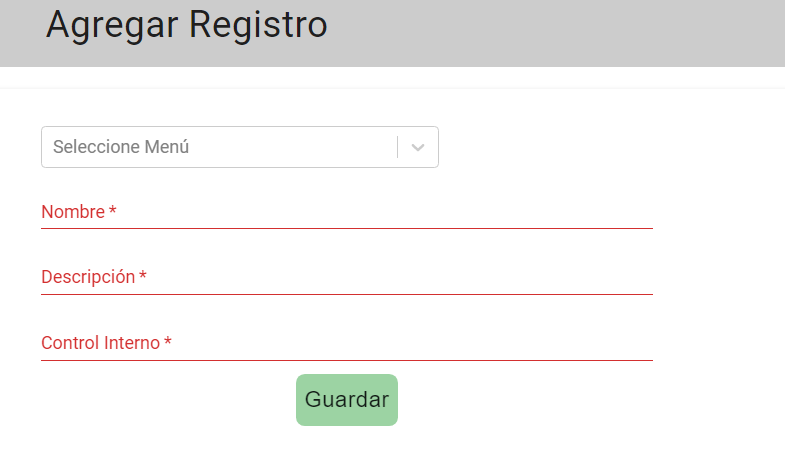 Agregar Registro
Seleccione Menú
Nombre *
Descripción *
Control Interno *
Guardar